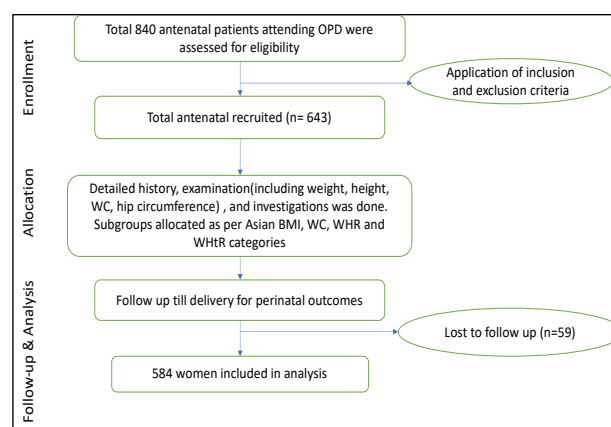 Enrollment
Total 840 antenatal patients attending OPD were
assessed for eligibility
Application of inclusion
and exclusion criteria
Total antenatal recruited (n= 643)
Allocation
Detailed history, examination(including weight, height,
WC, hip circumference) , and investigations was done.
Subgroups allocated as per Asian BMI, WC, WHR and
WHtR categories
Follow-up & Analysis
Follow up till delivery for perinatal outcomes
Lost to follow up (n=59)
584 women included in analysis